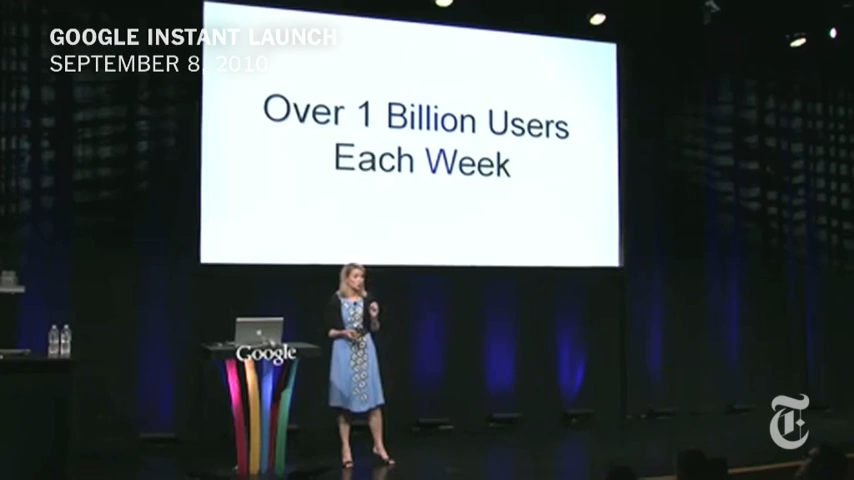 GOOGLE INSTANT LAUNCH
SEPTEMBER 8, 2010
Over 1 Billion Users
Each Week
Google
T